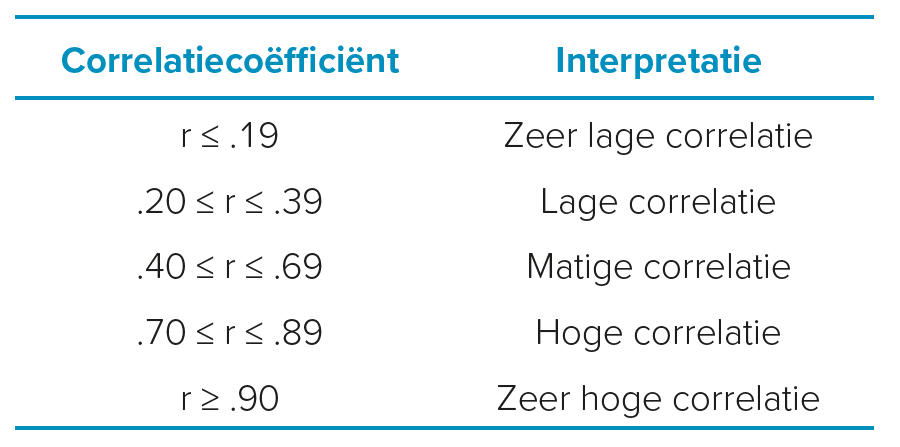 Correlatiecoëfficiënt Interpretatie
r ≤ .19 Zeer lage correlatie
.20 ≤ r ≤ .39 Lage correlatie
.40 ≤ r ≤ .69 Matige correlatie
.70 ≤ r ≤ .89 Hoge correlatie
r ≥ .90 Zeer hoge correlatie